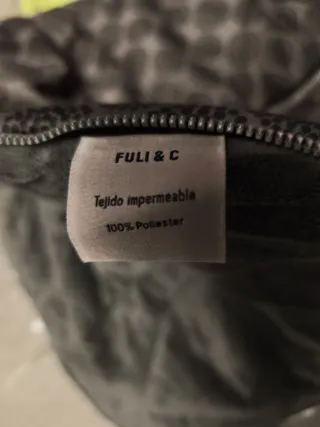 FULI & C
Tejido impermeable
100% Poliester